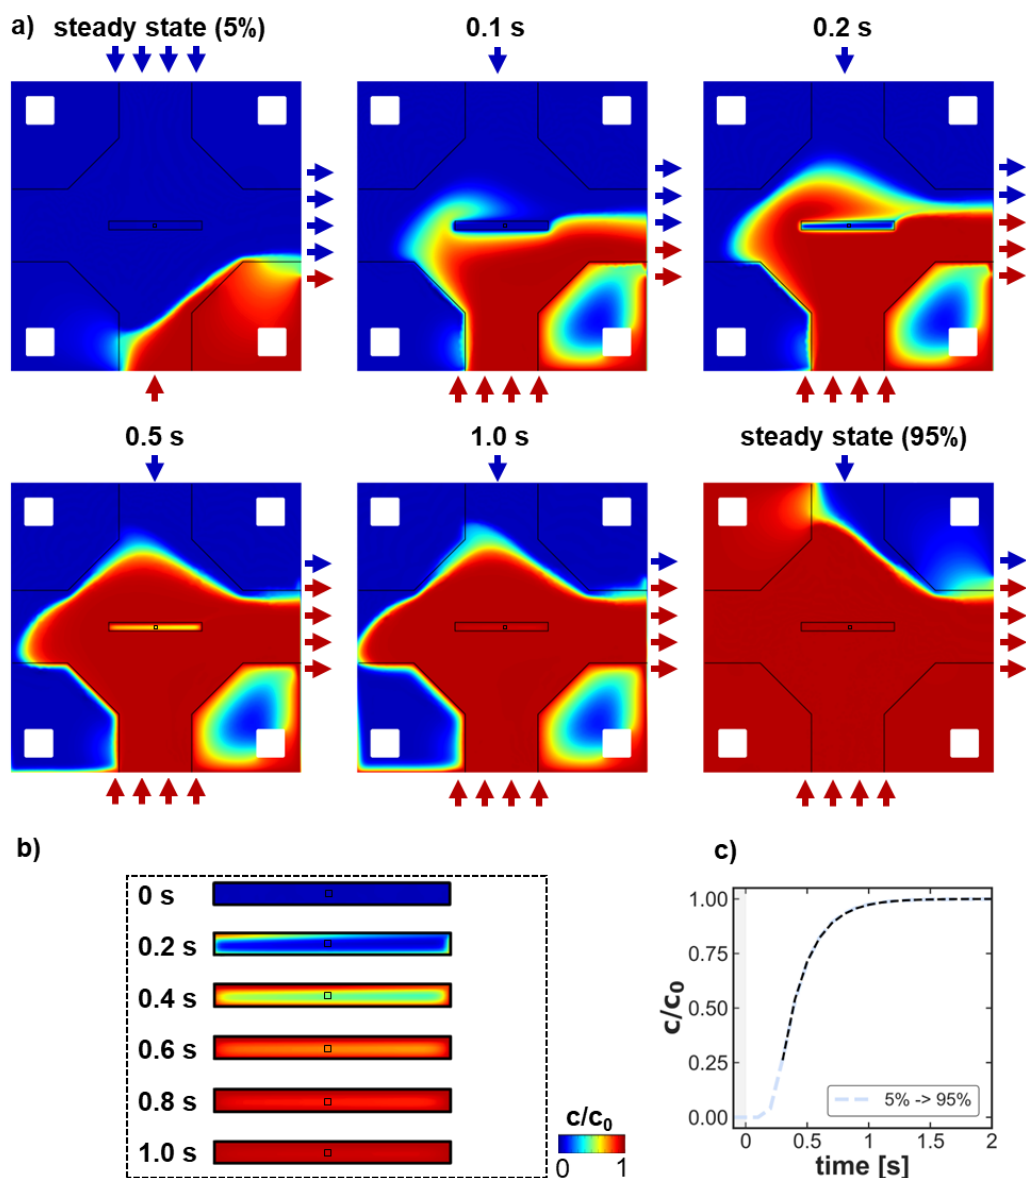 a)
steady state (5%)
0.1 s
0.2 s
0.5 s
1.0 s
steady state (95%)
b)
0 s
0.2 s
0.4 s
0.6 s
0.8 s
1.0 s
c/c₀
0 1
c)
c/c₀
1.00
0.75
0.50
0.25
0.00
5% -> 95%
0 0.5 1 1.5 2
time [s]